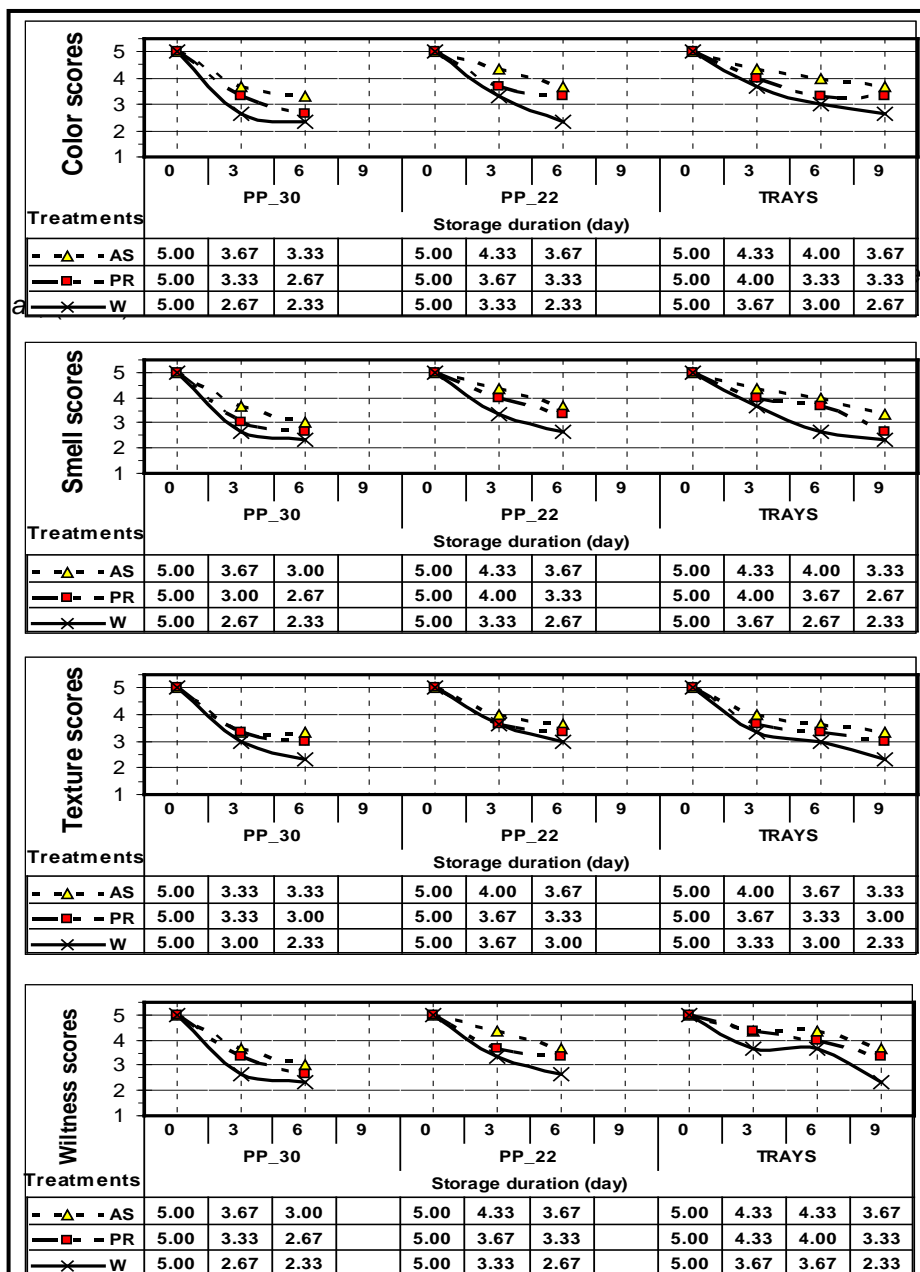 Color scores
5
4
3
2
1
0 3 6 9 0 3 6 9 0 3 6 9
PP_30 PP_22 TRAYS
Treatments Storage duration (day)
AS 5.00 3.67 3.33 5.00 4.33 3.67 5.00 4.33 4.00 3.67
PR 5.00 3.33 2.67 5.00 3.67 3.33 5.00 4.00 3.33 3.33
W 5.00 2.67 2.33 5.00 3.33 2.33 5.00 3.67 3.00 2.67
Smell scores
5
4
3
2
1
0 3 6 9 0 3 6 9 0 3 6 9
PP_30 PP_22 TRAYS
Treatments Storage duration (day)
AS 5.00 3.67 3.00 5.00 4.33 3.67 5.00 4.33 4.00 3.33
PR 5.00 3.00 2.67 5.00 4.00 3.33 5.00 4.00 3.67 2.67
W 5.00 2.67 2.33 5.00 3.33 2.67 5.00 3.67 2.67 2.33
Texture scores
5
4
3
2
1
0 3 6 9 0 3 6 9 0 3 6 9
PP_30 PP_22 TRAYS
Treatments Storage duration (day)
AS 5.00 3.33 3.33 5.00 4.00 3.67 5.00 4.00 3.67 3.33
PR 5.00 3.33 3.00 5.00 3.67 3.33 5.00 3.67 3.33 3.00
W 5.00 3.00 2.33 5.00 3.67 3.00 5.00 3.33 3.00 2.33
Wiltness scores
5
4
3
2
1
0 3 6 9 0 3 6 9 0 3 6 9
PP_30 PP_22 TRAYS
Treatments Storage duration (day)
AS 5.00 3.67 3.00 5.00 4.33 3.67 5.00 4.33 4.33 3.67
PR 5.00 3.33 2.67 5.00 3.67 3.33 5.00 4.33 4.00 3.33
W 5.00 2.67 2.33 5.00 3.33 2.67 5.00 3.67 3.67 2.33